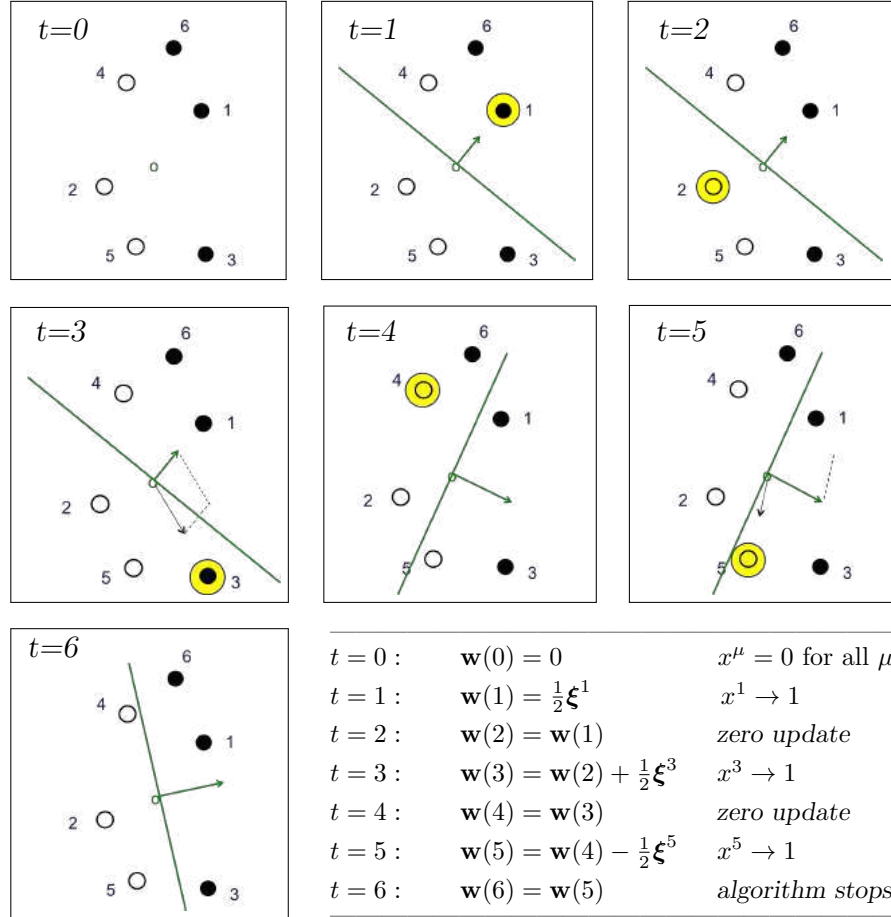 t=0
6
4
1
o
2
5
3
t=1
6
4
1
o
2
5
3
t=2
6
4
1
o
2
5
3
t=3
6
4
1
o
2
5
3
t=4
6
4
1
o
2
5
3
t=5
6
4
1
o
2
5
3
t=6
6
4
1
o
2
5
3
t = 0 : w(0) = 0 x^μ = 0 for all μ
t = 1 : w(1) = ½ξ¹ x¹ → 1
t = 2 : w(2) = w(1) zero update
t = 3 : w(3) = w(2) + ½ξ³ x³ → 1
t = 4 : w(4) = w(3) zero update
t = 5 : w(5) = w(4) − ½ξ⁵ x⁵ → 1
t = 6 : w(6) = w(5) algorithm stops